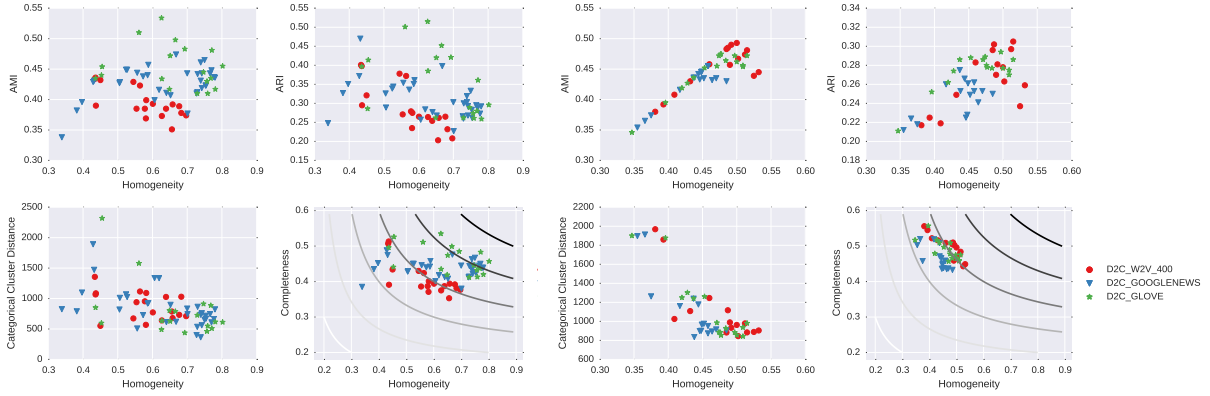 0.55
0.50
0.45
0.40
0.35
0.30
AMI
0.3 0.4 0.5 0.6 0.7 0.8 0.9
Homogeneity
0.55
0.50
0.45
0.40
0.35
0.30
0.25
0.20
0.15
ARI
0.3 0.4 0.5 0.6 0.7 0.8 0.9
Homogeneity
0.55
0.50
0.45
0.40
0.35
0.30
AMI
0.30 0.35 0.40 0.45 0.50 0.55 0.60
Homogeneity
0.34
0.32
0.30
0.28
0.26
0.24
0.22
0.20
0.18
ARI
0.30 0.35 0.40 0.45 0.50 0.55 0.60
Homogeneity
2500
2000
1500
1000
500
0
Categorical Cluster Distance
0.3 0.4 0.5 0.6 0.7 0.8 0.9
Homogeneity
0.6
0.5
0.4
0.3
0.2
Completeness
0.2 0.3 0.4 0.5 0.6 0.7 0.8 0.9
Homogeneity
2200
2000
1800
1600
1400
1200
1000
800
600
Categorical Cluster Distance
0.30 0.35 0.40 0.45 0.50 0.55 0.60
Homogeneity
0.6
0.5
0.4
0.3
0.2
Completeness
0.2 0.3 0.4 0.5 0.6 0.7 0.8 0.9
Homogeneity
D2C_W2V_400
D2C_GOOGLENEWS
D2C_GLOVE